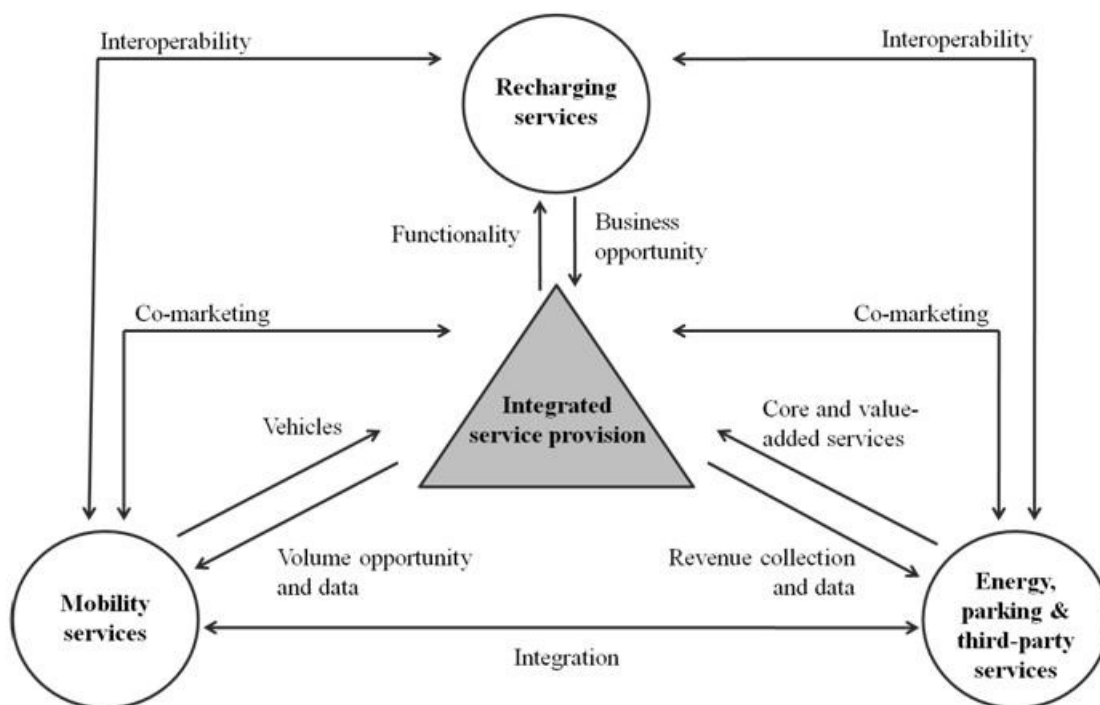 Interoperability
Interoperability
Recharging
services
Functionality
Business
opportunity
Co-marketing
Co-marketing
Integrated
service provision
Vehicles
Core and value-
added services
Volume opportunity
and data
Revenue collection
and data
Mobility
services
Energy,
parking &
third-party
services
Integration